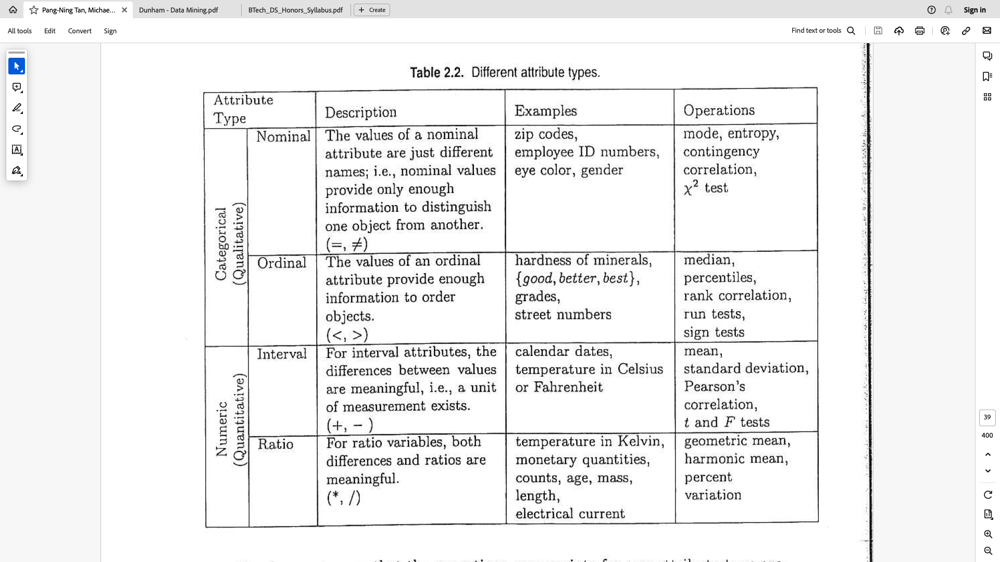 Pang-Ning Tan, Michae...
Dunham - Data Mining.pdf
BTech_DS_Honors_Syllabus.pdf
Create
Sign in
All tools
Edit
Convert
Sign
Find text or tools
Table 2.2. Different attribute types.
Attribute
Type
Description
Examples
Operations
Categorical
(Qualitative)
Nominal
The values of a nominal
attribute are just different
names; i.e., nominal values
provide only enough
information to distinguish
one object from another.
(=, ≠)
zip codes,
employee ID numbers,
eye color, gender
mode, entropy,
contingency
correlation,
χ² test
Ordinal
The values of an ordinal
attribute provide enough
information to order
objects.
(<, >)
hardness of minerals,
{good, better, best},
grades,
street numbers
median,
percentiles,
rank correlation,
run tests,
sign tests
Numeric
(Quantitative)
Interval
For interval attributes, the
differences between values
are meaningful, i.e., a unit
of measurement exists.
(+, − )
calendar dates,
temperature in Celsius
or Fahrenheit
mean,
standard deviation,
Pearson's
correlation,
t and F tests
Ratio
For ratio variables, both
differences and ratios are
meaningful.
(*, /)
temperature in Kelvin,
monetary quantities,
counts, age, mass,
length,
electrical current
geometric mean,
harmonic mean,
percent
variation
39
400